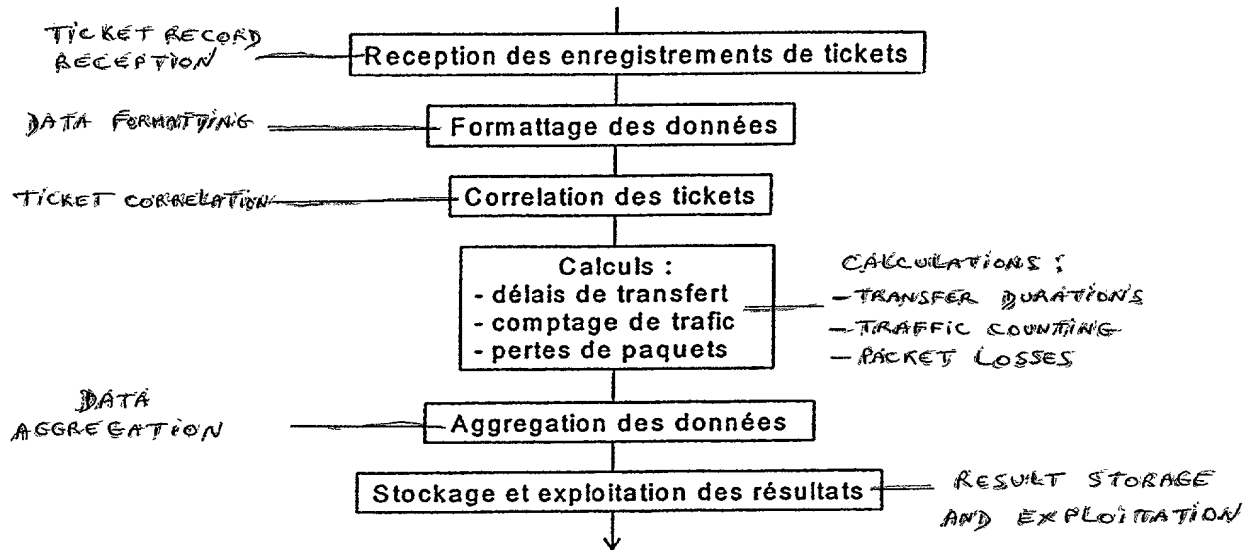 TICKET RECORD
RECEPTION
Reception des enregistrements de tickets
DATA FORMATTING
Formattage des données
TICKET CORRELATION
Correlation des tickets
Calculs :
- délais de transfert
- comptage de trafic
- pertes de paquets
CALCULATIONS :
- TRANSFER DURATIONS
- TRAFFIC COUNTING
- PACKET LOSSES
DATA
AGGREGATION
Aggregation des données
Stockage et exploitation des résultats
RESULT STORAGE
AND EXPLOITATION